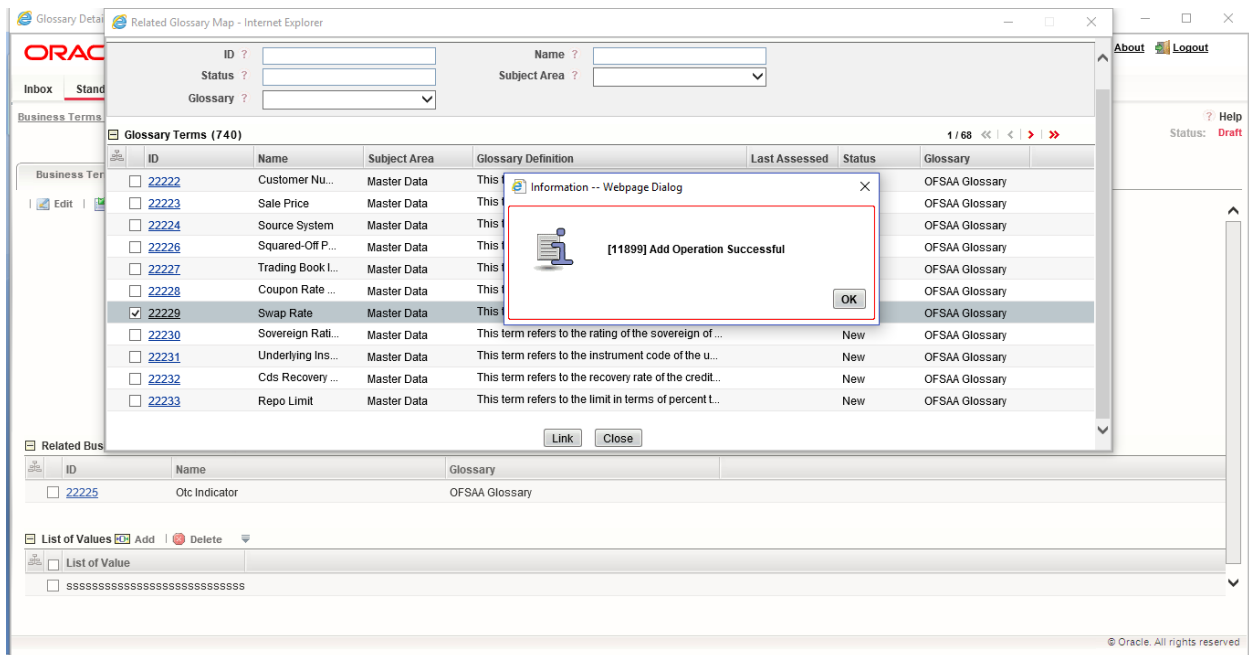 Glossary Detai
Related Glossary Map - Internet Explorer
ORAC
About Logout
Inbox Stand
Business Terms
? Help
Status: Draft
Business Ter
Edit
ID ?
Name ?
Status ?
Subject Area ?
Glossary ?
Glossary Terms (740)
1 / 68
ID Name Subject Area Glossary Definition Last Assessed Status Glossary
22222 Customer Nu... Master Data This t OFSAA Glossary
22223 Sale Price Master Data This t OFSAA Glossary
22224 Source System Master Data This t OFSAA Glossary
22226 Squared-Off P... Master Data This t OFSAA Glossary
22227 Trading Book I... Master Data This t OFSAA Glossary
22228 Coupon Rate ... Master Data This t OFSAA Glossary
22229 Swap Rate Master Data This t OFSAA Glossary
22230 Sovereign Rati... Master Data This term refers to the rating of the sovereign of ... New OFSAA Glossary
22231 Underlying Ins... Master Data This term refers to the instrument code of the u... New OFSAA Glossary
22232 Cds Recovery ... Master Data This term refers to the recovery rate of the credit... New OFSAA Glossary
22233 Repo Limit Master Data This term refers to the limit in terms of percent t... New OFSAA Glossary
Information -- Webpage Dialog
[11899] Add Operation Successful
OK
Link Close
Related Bus
ID Name Glossary
22225 Otc Indicator OFSAA Glossary
List of Values Add Delete
List of Value
ssssssssssssssssssssssssssss
© Oracle. All rights reserved